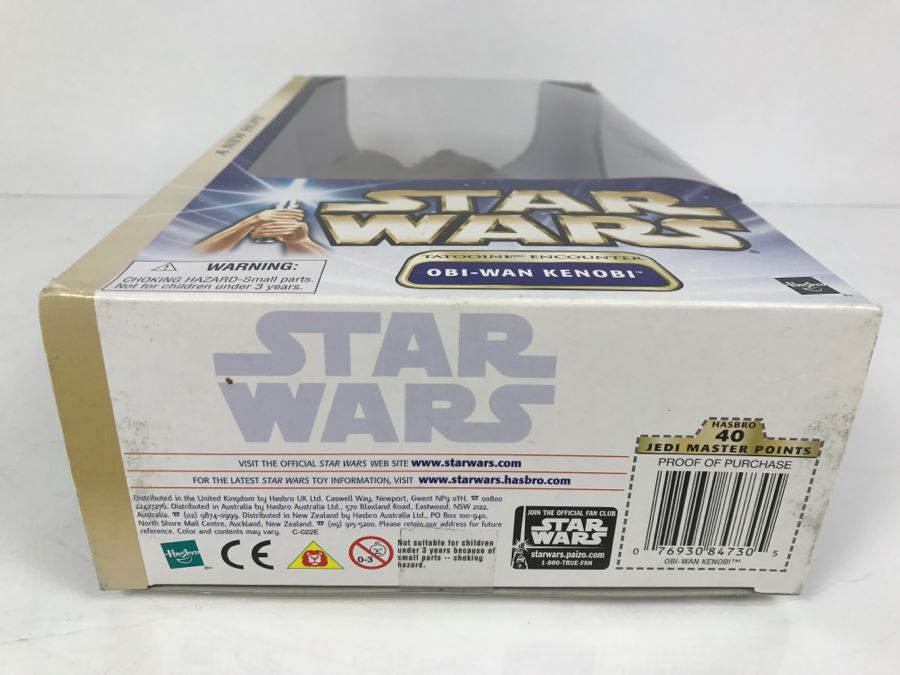 A NEW HOPE
STAR
WARS
TATOOINE™ ENCOUNTER
OBI-WAN KENOBI™
WARNING:
CHOKING HAZARD-Small parts.
Not for children under 3 years.
Hasbro
STAR
WARS
HASBRO
40
JEDI MASTER POINTS
PROOF OF PURCHASE
VISIT THE OFFICIAL STAR WARS WEB SITE www.starwars.com
FOR THE LATEST STAR WARS TOY INFORMATION, VISIT www.starwars.hasbro.com
Distributed in the United Kingdom by Hasbro UK Ltd. Caswell Way, Newport, Gwent NP9 0YH. ☎ 00800
22427276. Distributed in Australia by Hasbro Australia Ltd., 570 Blaxland Road, Eastwood, NSW 2122,
Australia. ☎ (02) 9874-0999. Distributed in New Zealand by Hasbro Australia Ltd., PO Box 100-940,
North Shore Mail Centre, Auckland, New Zealand. ☎ (09) 915-5200. Please retain our address for future
reference. Color and contents may vary. C-022E
Hasbro
CE
0-3
Not suitable for children
under 3 years because of
small parts -- choking
hazard.
JOIN THE OFFICIAL FAN CLUB
STAR
WARS
starwars.paizo.com
1-800-TRUE-FAN
0 76930 84730 5
OBI-WAN KENOBI™